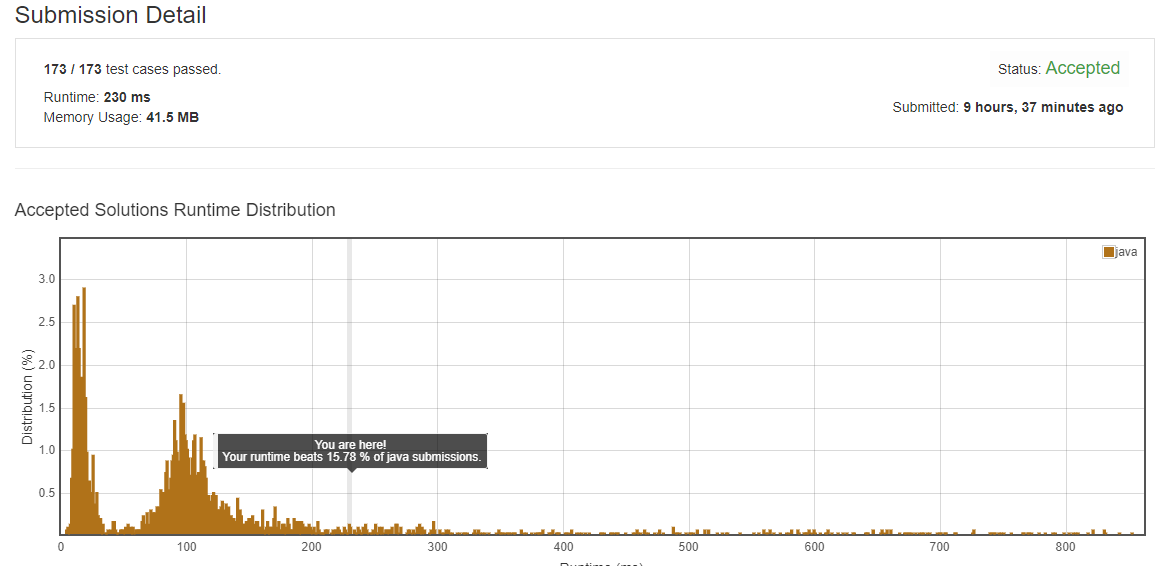 Submission Detail
173 / 173 test cases passed.
Status: Accepted
Runtime: 230 ms
Memory Usage: 41.5 MB
Submitted: 9 hours, 37 minutes ago
Accepted Solutions Runtime Distribution
java
3.0
2.5
2.0
1.5
1.0
0.5
Distribution (%)
You are here!
Your runtime beats 15.78 % of java submissions.
0 100 200 300 400 500 600 700 800
Runtime (ms)